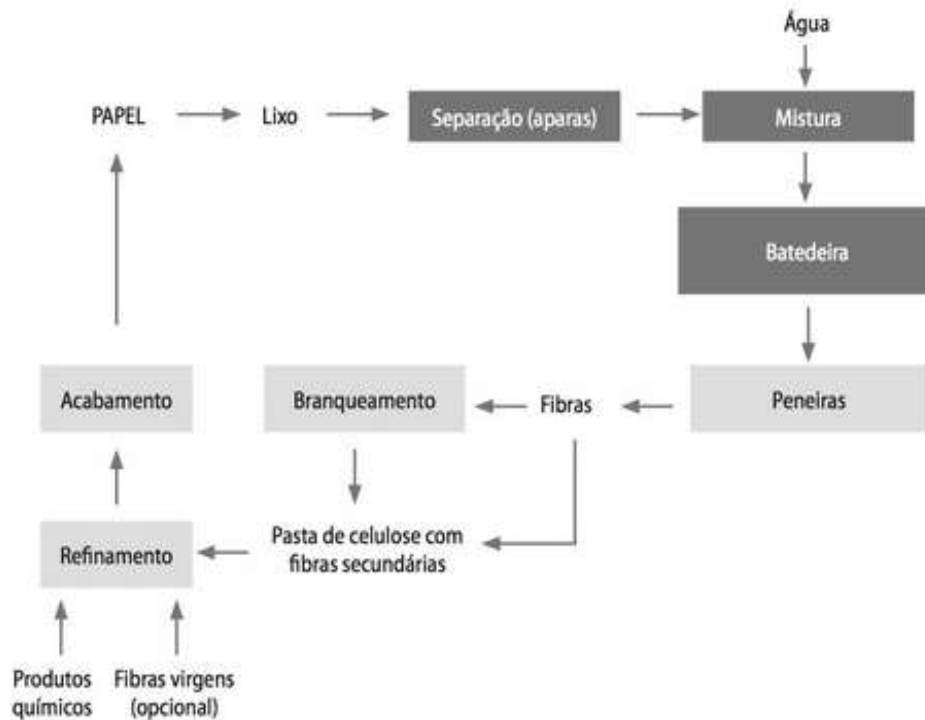 Água
PAPEL
Lixo
Separação (aparas)
Mistura
Batedeira
Acabamento
Branqueamento
Fibras
Peneiras
Refinamento
Pasta de celulose com
fibras secundárias
Produtos
químicos
Fibras virgens
(opcional)